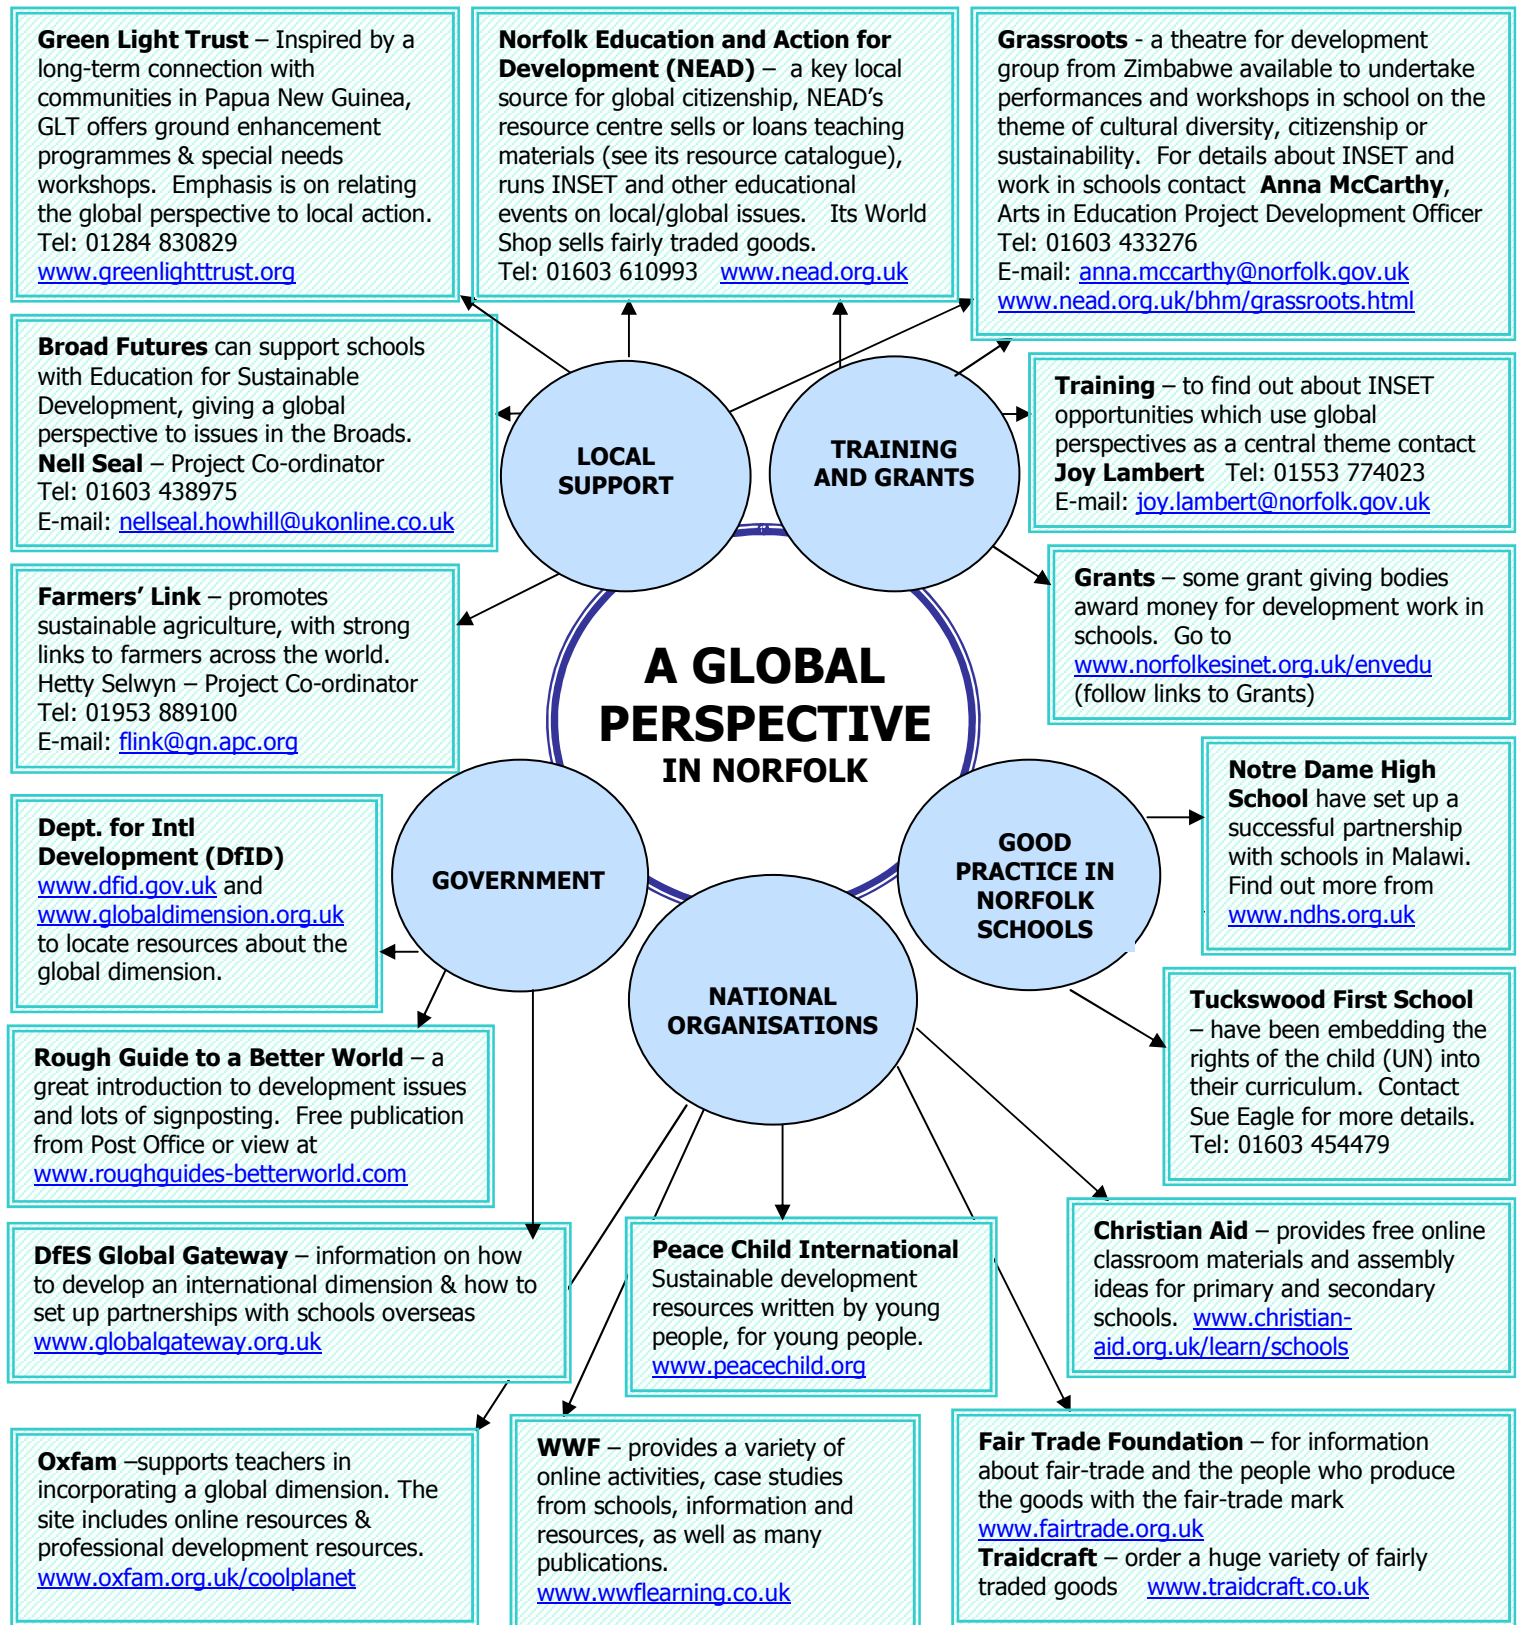 Green Light Trust – Inspired by a
long-term connection with
communities in Papua New Guinea,
GLT offers ground enhancement
programmes & special needs
workshops.  Emphasis is on relating
the global perspective to local action.
Tel: 01284 830829
www.greenlighttrust.org
Norfolk Education and Action for
Development (NEAD) –  a key local
source for global citizenship, NEAD's
resource centre sells or loans teaching
materials (see its resource catalogue),
runs INSET and other educational
events on local/global issues.   Its World
Shop sells fairly traded goods.
Tel: 01603 610993   www.nead.org.uk
Grassroots - a theatre for development
group from Zimbabwe available to undertake
performances and workshops in school on the
theme of cultural diversity, citizenship or
sustainability.  For details about INSET and
work in schools contact  Anna McCarthy,
Arts in Education Project Development Officer
Tel: 01603 433276
E-mail: anna.mccarthy@norfolk.gov.uk
www.nead.org.uk/bhm/grassroots.html
Broad Futures can support schools
with Education for Sustainable
Development, giving a global
perspective to issues in the Broads.
Nell Seal – Project Co-ordinator
Tel: 01603 438975
E-mail: nellseal.howhill@ukonline.co.uk
LOCAL
SUPPORT
TRAINING
AND GRANTS
Training – to find out about INSET
opportunities which use global
perspectives as a central theme contact
Joy Lambert   Tel: 01553 774023
E-mail: joy.lambert@norfolk.gov.uk
Farmers' Link – promotes
sustainable agriculture, with strong
links to farmers across the world.
Hetty Selwyn – Project Co-ordinator
Tel: 01953 889100
E-mail: flink@gn.apc.org
Grants – some grant giving bodies
award money for development work in
schools.  Go to
www.norfolkesinet.org.uk/envedu
(follow links to Grants)
A GLOBAL
PERSPECTIVE
IN NORFOLK
Dept. for Intl
Development (DfID)
www.dfid.gov.uk and
www.globaldimension.org.uk
to locate resources about the
global dimension.
GOVERNMENT
NATIONAL
ORGANISATIONS
GOOD
PRACTICE IN
NORFOLK
SCHOOLS
Notre Dame High
School have set up a
successful partnership
with schools in Malawi.
Find out more from
www.ndhs.org.uk
Tuckswood First School
– have been embedding the
rights of the child (UN) into
their curriculum.  Contact
Sue Eagle for more details.
Tel: 01603 454479
Rough Guide to a Better World – a
great introduction to development issues
and lots of signposting.  Free publication
from Post Office or view at
www.roughguides-betterworld.com
DfES Global Gateway – information on how
to develop an international dimension & how to
set up partnerships with schools overseas
www.globalgateway.org.uk
Peace Child International
Sustainable development
resources written by young
people, for young people.
www.peacechild.org
Christian Aid – provides free online
classroom materials and assembly
ideas for primary and secondary
schools.  www.christian-
aid.org.uk/learn/schools
Oxfam –supports teachers in
incorporating a global dimension. The
site includes online resources &
professional development resources.
www.oxfam.org.uk/coolplanet
WWF – provides a variety of
online activities, case studies
from schools, information and
resources, as well as many
publications.
www.wwflearning.co.uk
Fair Trade Foundation – for information
about fair-trade and the people who produce
the goods with the fair-trade mark
www.fairtrade.org.uk
Traidcraft – order a huge variety of fairly
traded goods    www.traidcraft.co.uk